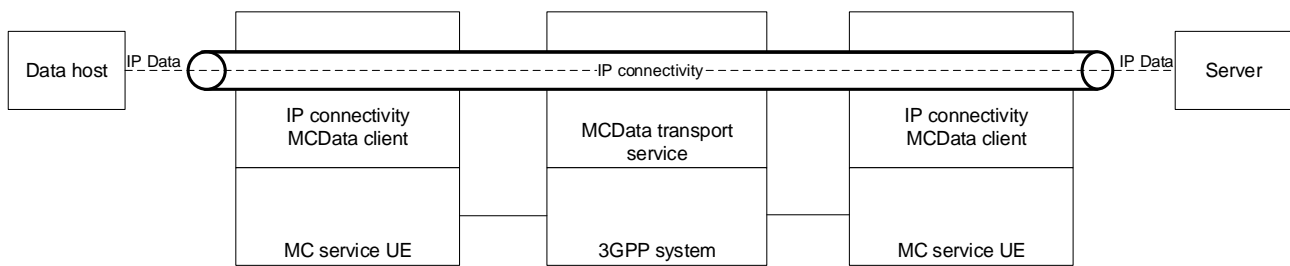 Data host
IP Data
IP connectivity
IP Data
Server
IP connectivity
MCData client
MCData transport
service
IP connectivity
MCData client
MC service UE
3GPP system
MC service UE